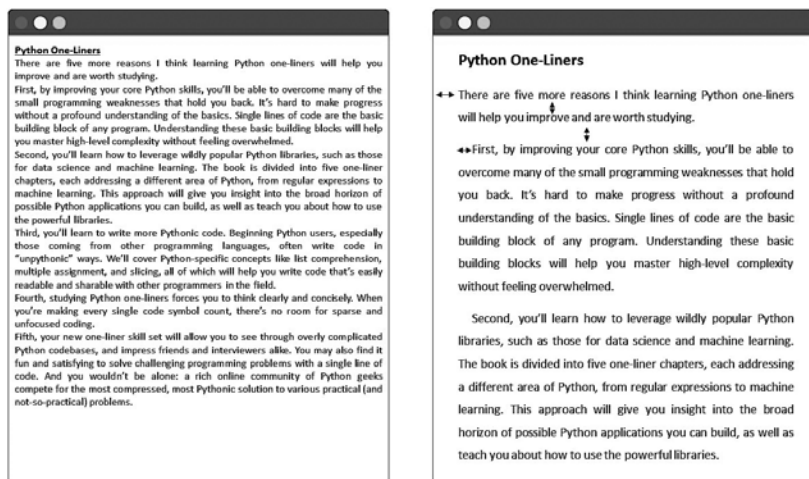 Python One-Liners
There are five more reasons I think learning Python one-liners will help you
improve and are worth studying.
First, by improving your core Python skills, you'll be able to overcome many of the
small programming weaknesses that hold you back. It's hard to make progress
without a profound understanding of the basics. Single lines of code are the basic
building block of any program. Understanding these basic building blocks will help
you master high-level complexity without feeling overwhelmed.
Second, you'll learn how to leverage wildly popular Python libraries, such as those
for data science and machine learning. The book is divided into five one-liner
chapters, each addressing a different area of Python, from regular expressions to
machine learning. This approach will give you insight into the broad horizon of
possible Python applications you can build, as well as teach you about how to use
the powerful libraries.
Third, you'll learn to write more Pythonic code. Beginning Python users, especially
those coming from other programming languages, often write code in
“unpythonic” ways. We'll cover Python-specific concepts like list comprehension,
multiple assignment, and slicing, all of which will help you write code that's easily
readable and sharable with other programmers in the field.
Fourth, studying Python one-liners forces you to think clearly and concisely. When
you're making every single code symbol count, there's no room for sparse and
unfocused coding.
Fifth, your new one-liner skill set will allow you to see through overly complicated
Python codebases, and impress friends and interviewers alike. You may also find it
fun and satisfying to solve challenging programming problems with a single line of
code. And you wouldn't be alone: a rich online community of Python geeks
compete for the most compressed, most Pythonic solution to various practical (and
not-so-practical) problems.
Python One-Liners
There are five more reasons I think learning Python one-liners
will help you improve and are worth studying.
First, by improving your core Python skills, you'll be able to
overcome many of the small programming weaknesses that hold
you back. It's hard to make progress without a profound
understanding of the basics. Single lines of code are the basic
building block of any program. Understanding these basic
building blocks will help you master high-level complexity
without feeling overwhelmed.
Second, you'll learn how to leverage wildly popular Python
libraries, such as those for data science and machine learning.
The book is divided into five one-liner chapters, each addressing
a different area of Python, from regular expressions to machine
learning. This approach will give you insight into the broad
horizon of possible Python applications you can build, as well as
teach you about how to use the powerful libraries.